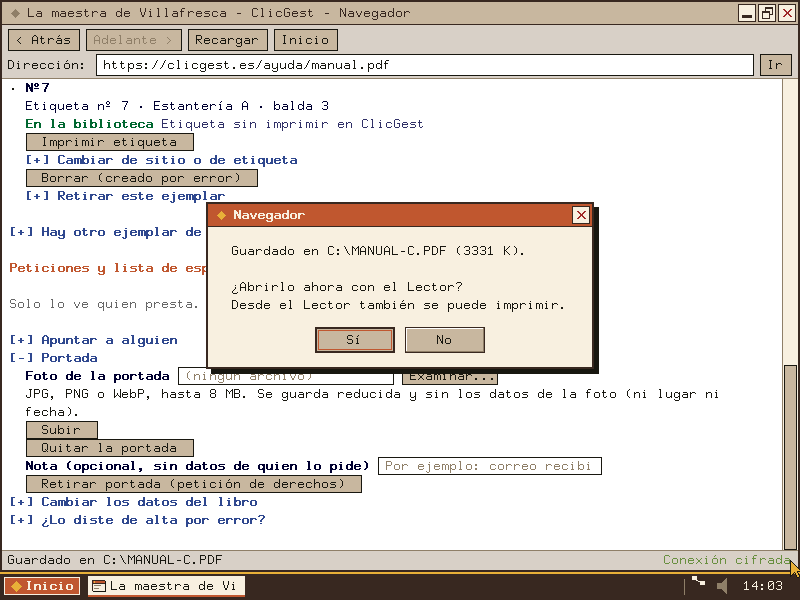 La maestra de Villafresca - ClicGest - Navegador
< Atrás Adelante > Recargar Inicio
Dirección: https://clicgest.es/ayuda/manual.pdf Ir
· Nº7
Etiqueta nº 7 · Estantería A · balda 3
En la biblioteca Etiqueta sin imprimir en ClicGest
Imprimir etiqueta
[+] Cambiar de sitio o de etiqueta
Borrar (creado por error)
[+] Retirar este ejemplar
[+] Hay otro ejemplar de
Peticiones y lista de esp
Solo lo ve quien presta.
[+] Apuntar a alguien
[-] Portada
Navegador
Guardado en C:\MANUAL-C.PDF (3331 K).
¿Abrirlo ahora con el Lector?
Desde el Lector también se puede imprimir.
Sí No
Foto de la portada (ningún archivo) Examinar...
JPG, PNG o WebP, hasta 8 MB. Se guarda reducida y sin los datos de la foto (ni lugar ni
fecha).
Subir
Quitar la portada
Nota (opcional, sin datos de quien lo pide) Por ejemplo: correo recibi
Retirar portada (petición de derechos)
[+] Cambiar los datos del libro
[+] ¿Lo diste de alta por error?
Guardado en C:\MANUAL-C.PDF Conexión cifrada
Inicio La maestra de Vi 14:03